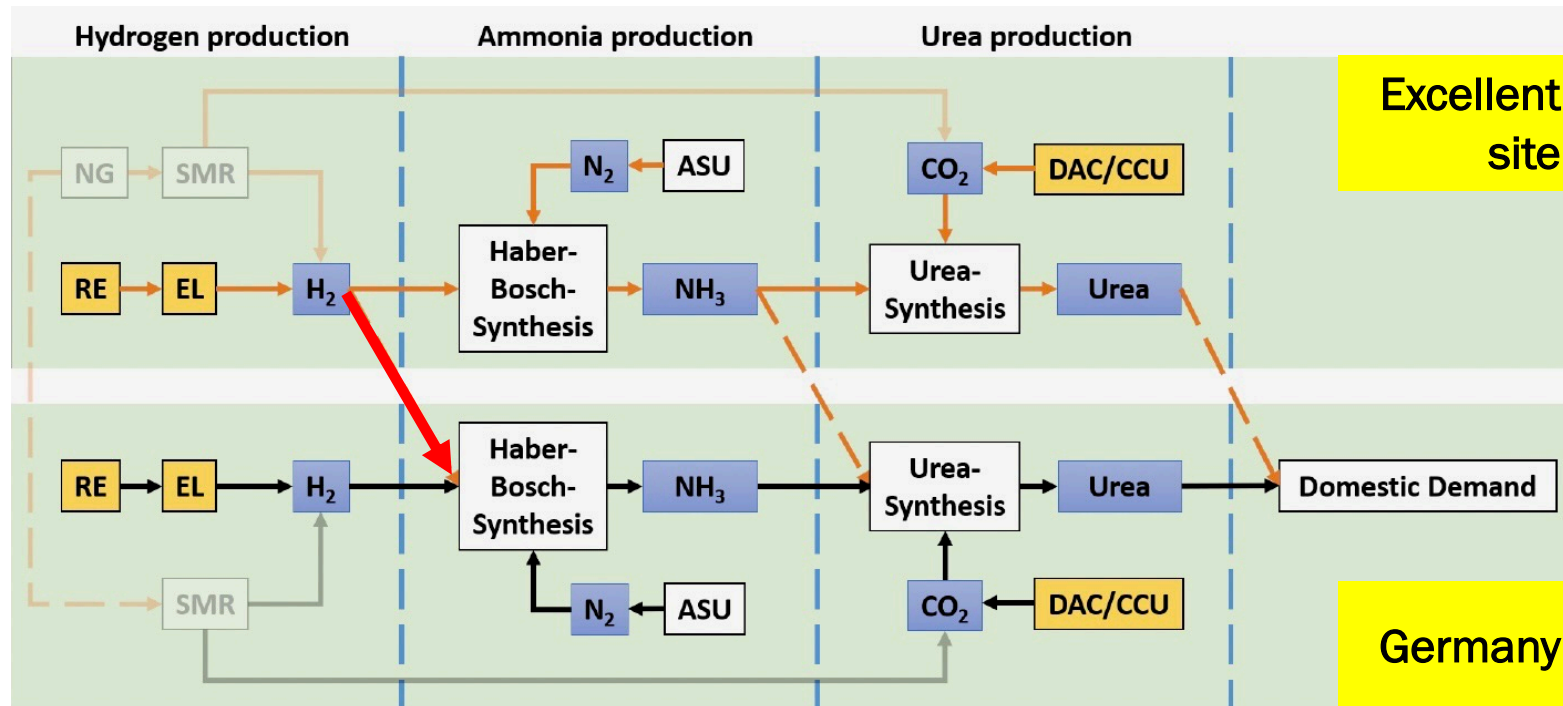 Hydrogen production
Ammonia production
Urea production
Excellent
site
NG
SMR
N₂
ASU
CO₂
DAC/CCU
RE
EL
H₂
Haber-
Bosch-
Synthesis
NH₃
Urea-
Synthesis
Urea
RE
EL
H₂
Haber-
Bosch-
Synthesis
NH₃
Urea-
Synthesis
Urea
Domestic Demand
SMR
N₂
ASU
CO₂
DAC/CCU
Germany